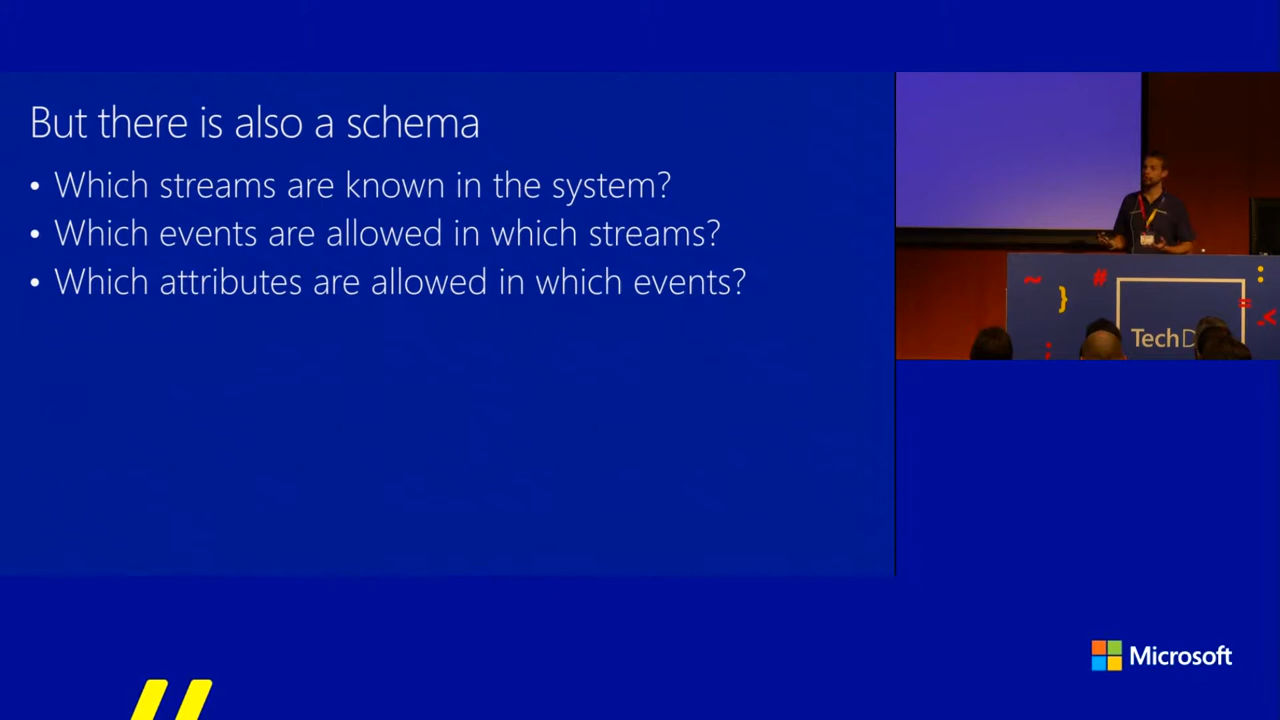 But there is also a schema
• Which streams are known in the system?
• Which events are allowed in which streams?
• Which attributes are allowed in which events?
~ } # : = ; <
TechD
Microsoft
//